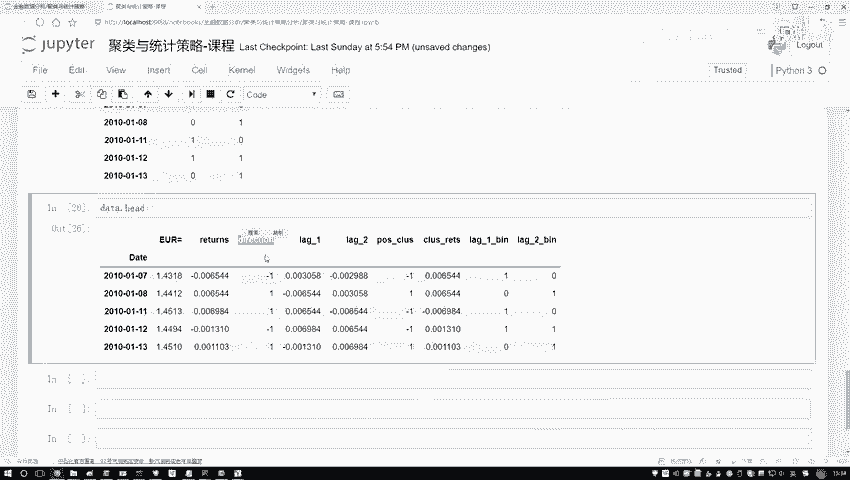 聚类与统计策略-课程
jupyter 聚类与统计策略-课程 Last Checkpoint: Last Sunday at 5:54 PM (unsaved changes)
Logout
File Edit View Insert Cell Kernel Widgets Help
Trusted Python 3
Code
2010-01-08 0 1
2010-01-11 1 0
2010-01-12 1 1
2010-01-13 0 1
In [20]: data.head
EUR= returns direction lag_1 lag_2 pos_clus clus_rets lag_1_bin lag_2_bin
Date
2010-01-07 1.4318 -0.006544 -1 0.003058 -0.002988 -1 0.006544 1 0
2010-01-08 1.4412 0.006544 1 -0.006544 0.003058 1 0.006544 0 1
2010-01-11 1.4513 0.006984 1 0.006544 -0.006544 -1 -0.006984 1 0
2010-01-12 1.4494 -0.001310 -1 0.006984 0.006544 -1 0.001310 1 1
2010-01-13 1.4510 0.001103 1 -0.001310 0.006984 1 0.001103 0 1
In [ ]:
In [ ]:
In [ ]: